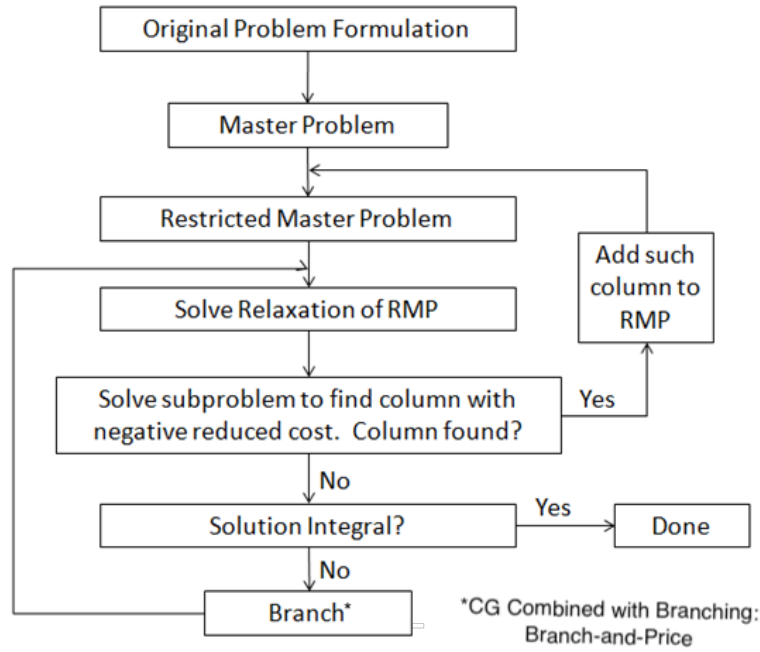 Original Problem Formulation
Master Problem
Restricted Master Problem
Add such
column to
RMP
Solve Relaxation of RMP
Solve subproblem to find column with
negative reduced cost.  Column found?
Yes
No
Solution Integral?
Yes
Done
No
Branch*
*CG Combined with Branching:
Branch-and-Price